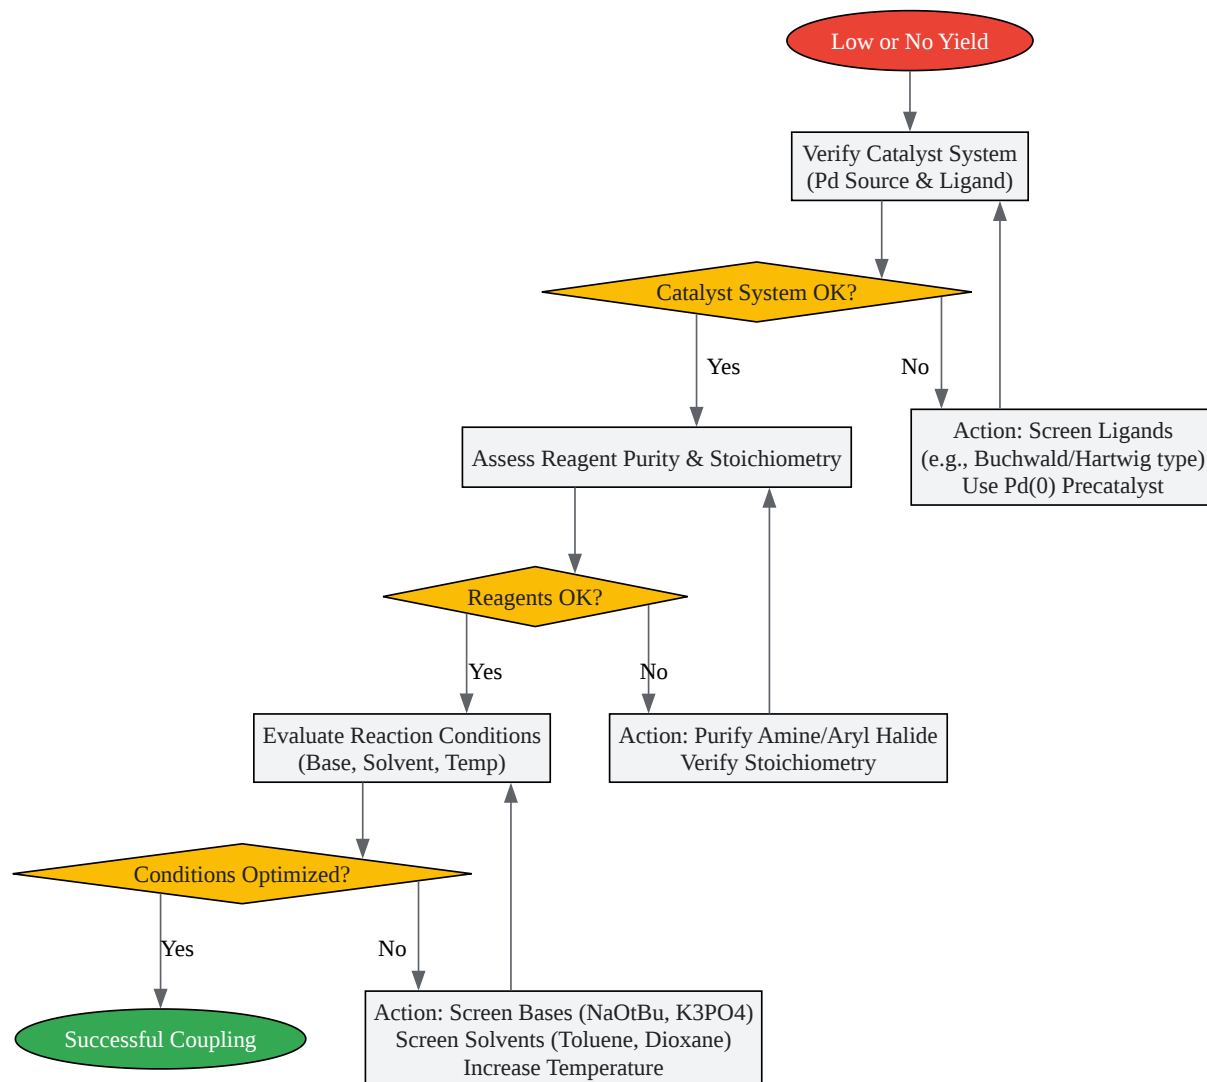 Low or No Yield
Verify Catalyst System
(Pd Source & Ligand)
Catalyst System OK?
Yes
No
Action: Screen Ligands
(e.g., Buchwald/Hartwig type)
Use Pd(0) Precatalyst
Assess Reagent Purity & Stoichiometry
Reagents OK?
Yes
No
Evaluate Reaction Conditions
(Base, Solvent, Temp)
Action: Purify Amine/Aryl Halide
Verify Stoichiometry
Conditions Optimized?
Yes
No
Successful Coupling
Action: Screen Bases (NaOtBu, K3PO4)
Screen Solvents (Toluene, Dioxane)
Increase Temperature